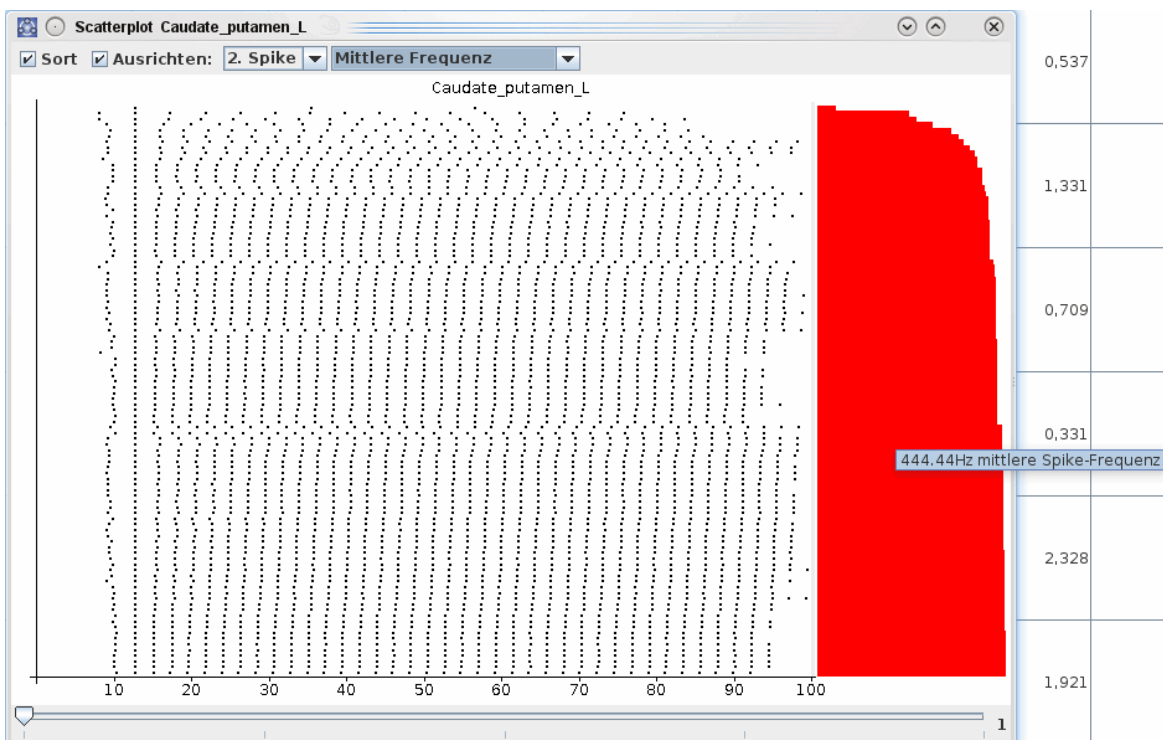 Scatterplot Caudate_putamen_L
Sort Ausrichten: 2. Spike Mittlere Frequenz
Caudate_putamen_L
0,537
1,331
0,709
0,331
444.44Hz mittlere Spike-Frequenz
2,328
1,921
10 20 30 40 50 60 70 80 90 100
1